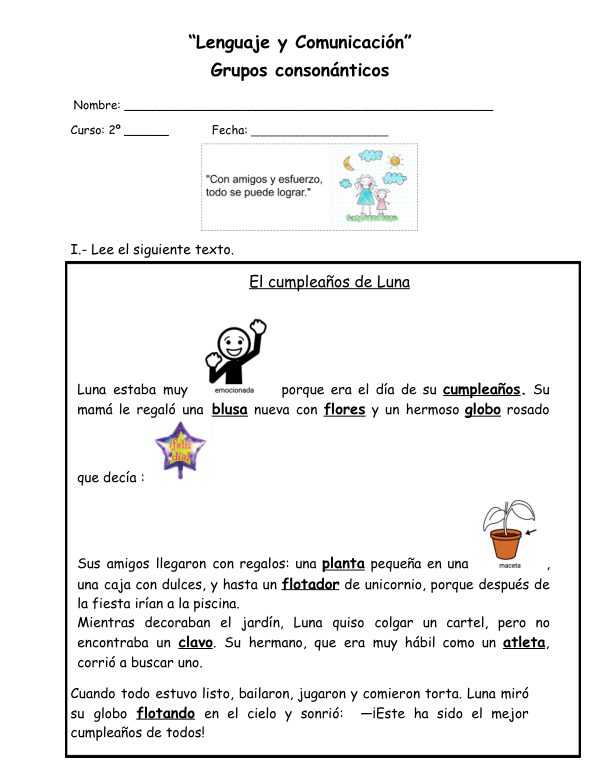 “Lenguaje y Comunicación”
Grupos consonánticos
Nombre: ______________________________________________________
Curso: 2º ______ Fecha: ____________________
"Con amigos y esfuerzo,
todo se puede lograr."
I.- Lee el siguiente texto.
El cumpleaños de Luna
Luna estaba muy emocionada porque era el día de su cumpleaños. Su
mamá le regaló una blusa nueva con flores y un hermoso globo rosado
que decía : ¡feliz
día!
Sus amigos llegaron con regalos: una planta pequeña en una maceta ,
una caja con dulces, y hasta un flotador de unicornio, porque después de
la fiesta irían a la piscina.
Mientras decoraban el jardín, Luna quiso colgar un cartel, pero no
encontraba un clavo. Su hermano, que era muy hábil como un atleta,
corrió a buscar uno.
Cuando todo estuvo listo, bailaron, jugaron y comieron torta. Luna miró
su globo flotando en el cielo y sonrió: —¡Este ha sido el mejor
cumpleaños de todos!